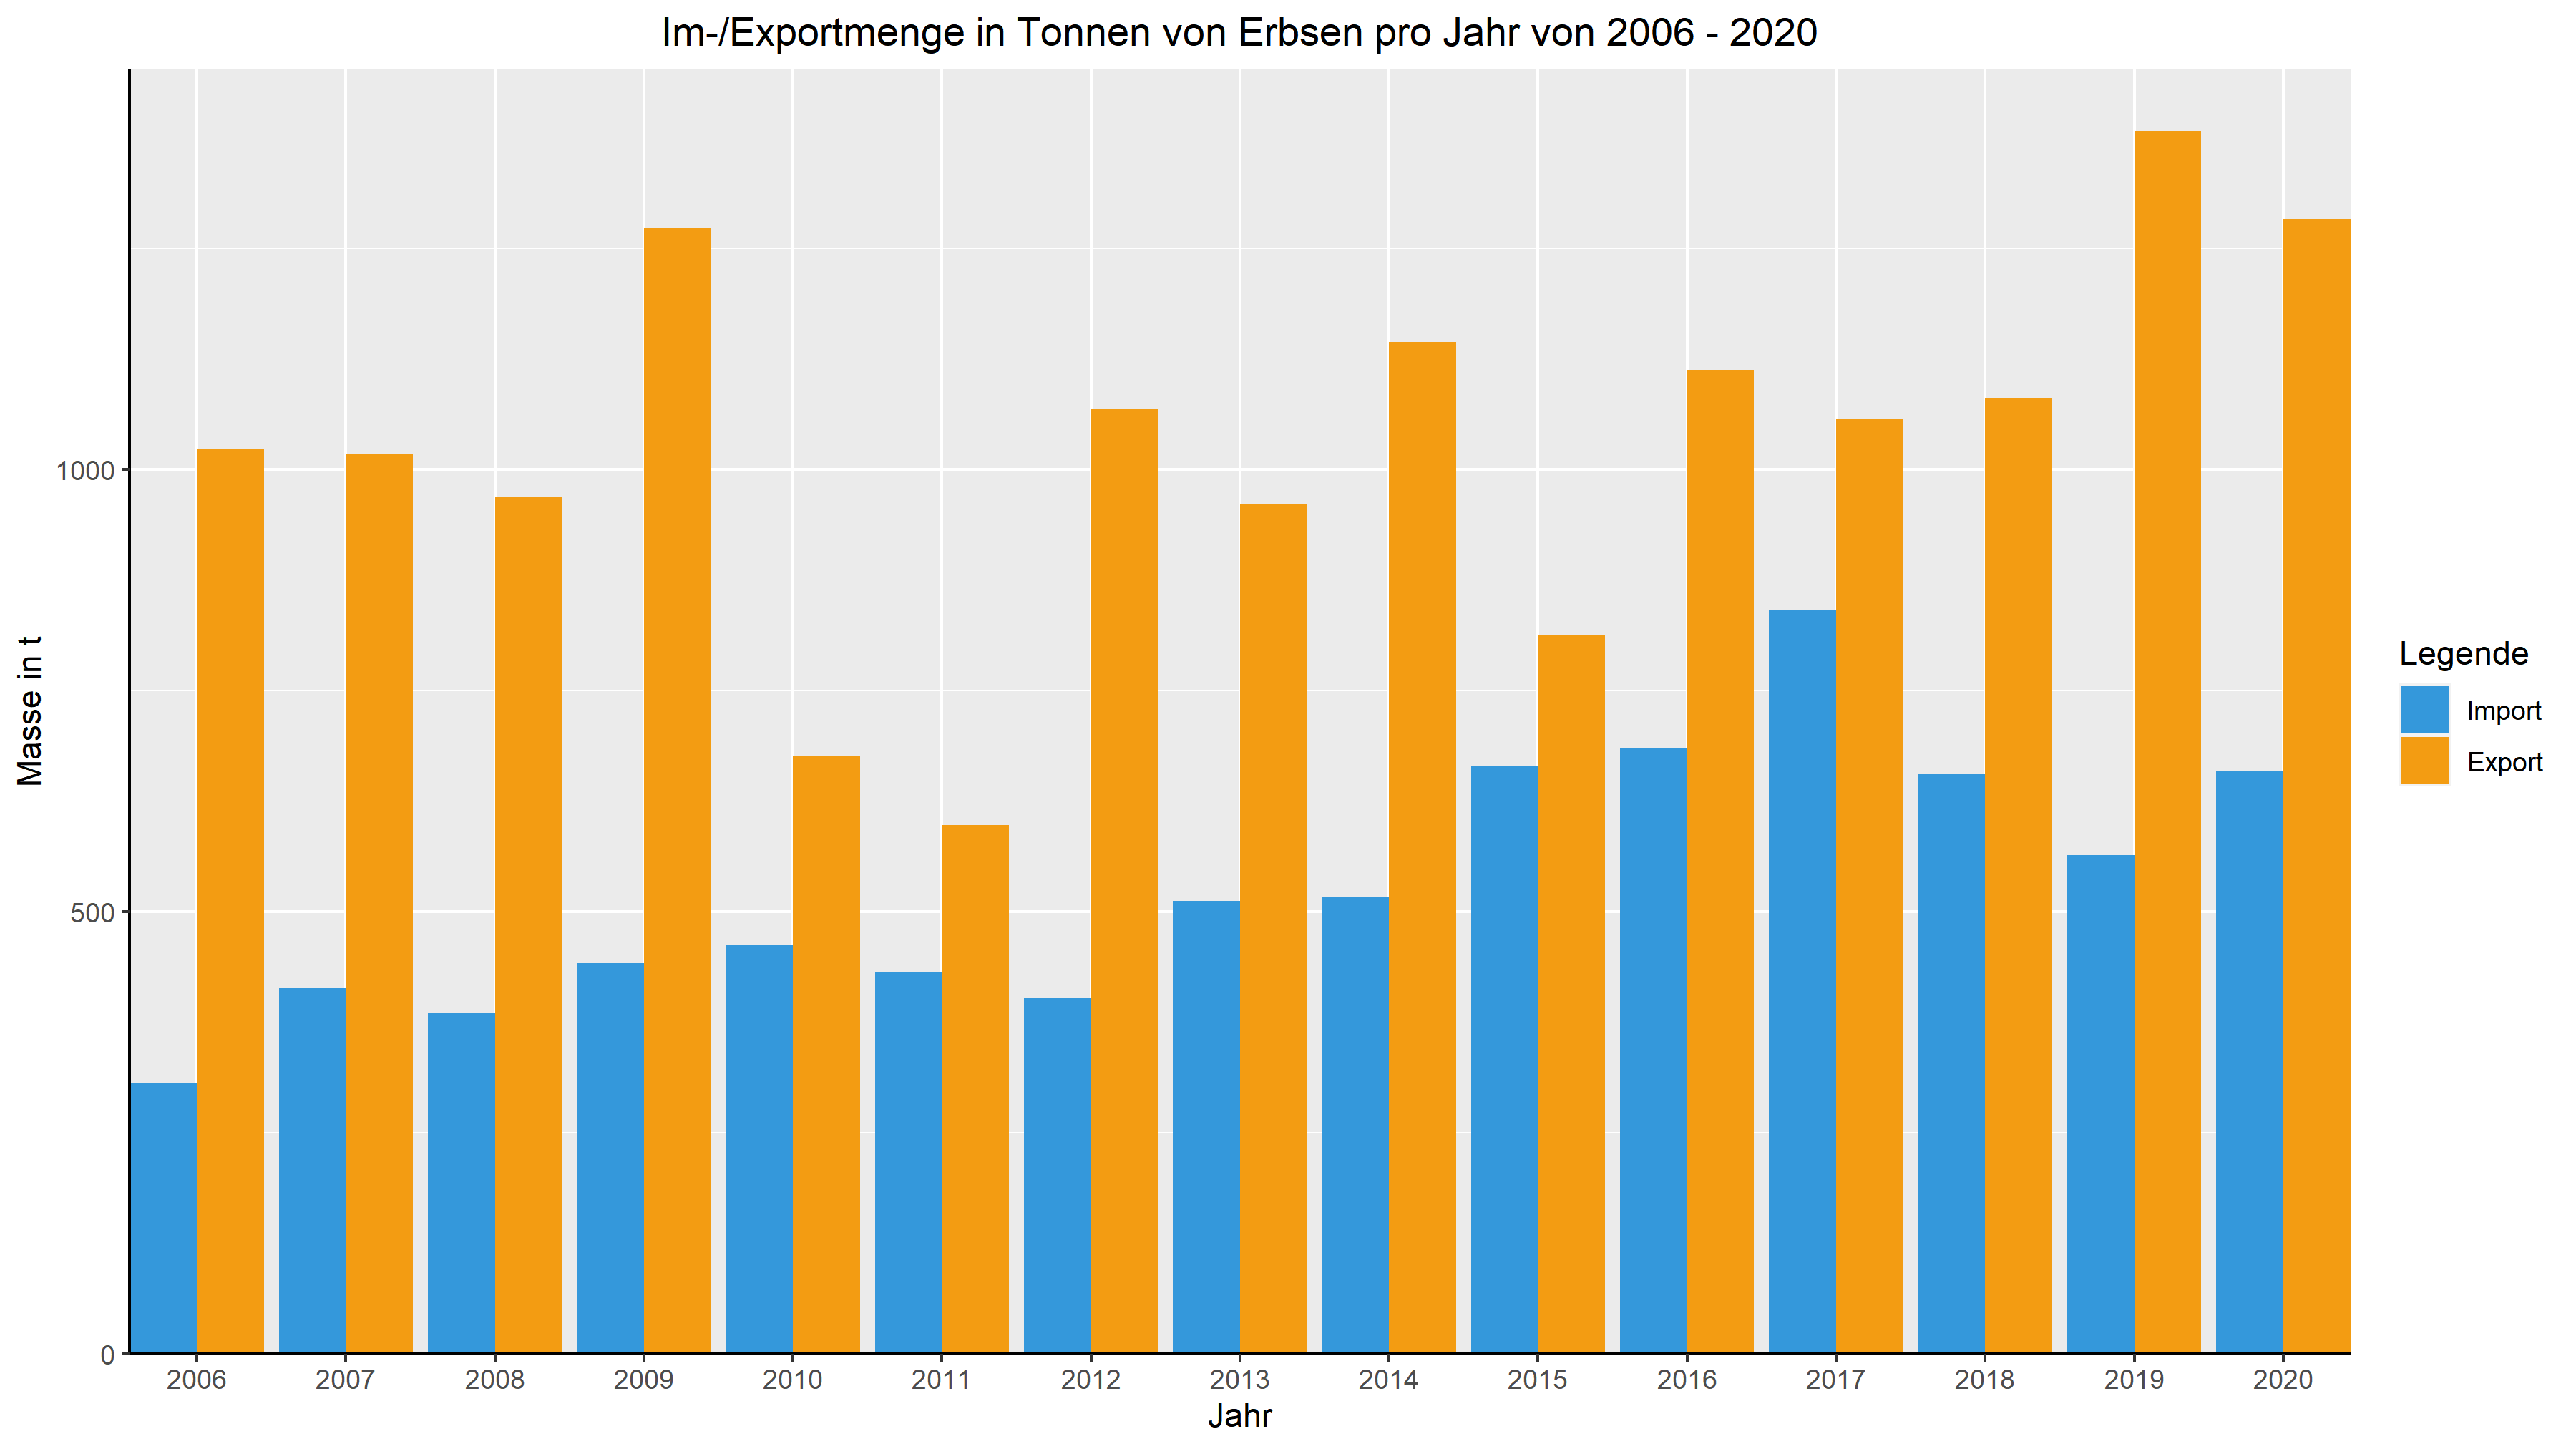 Im-/Exportmenge in Tonnen von Erbsen pro Jahr von 2006 - 2020
Masse in t
1000
500
0
2006 2007 2008 2009 2010 2011 2012 2013 2014 2015 2016 2017 2018 2019 2020
Jahr
Legende
Import
Export